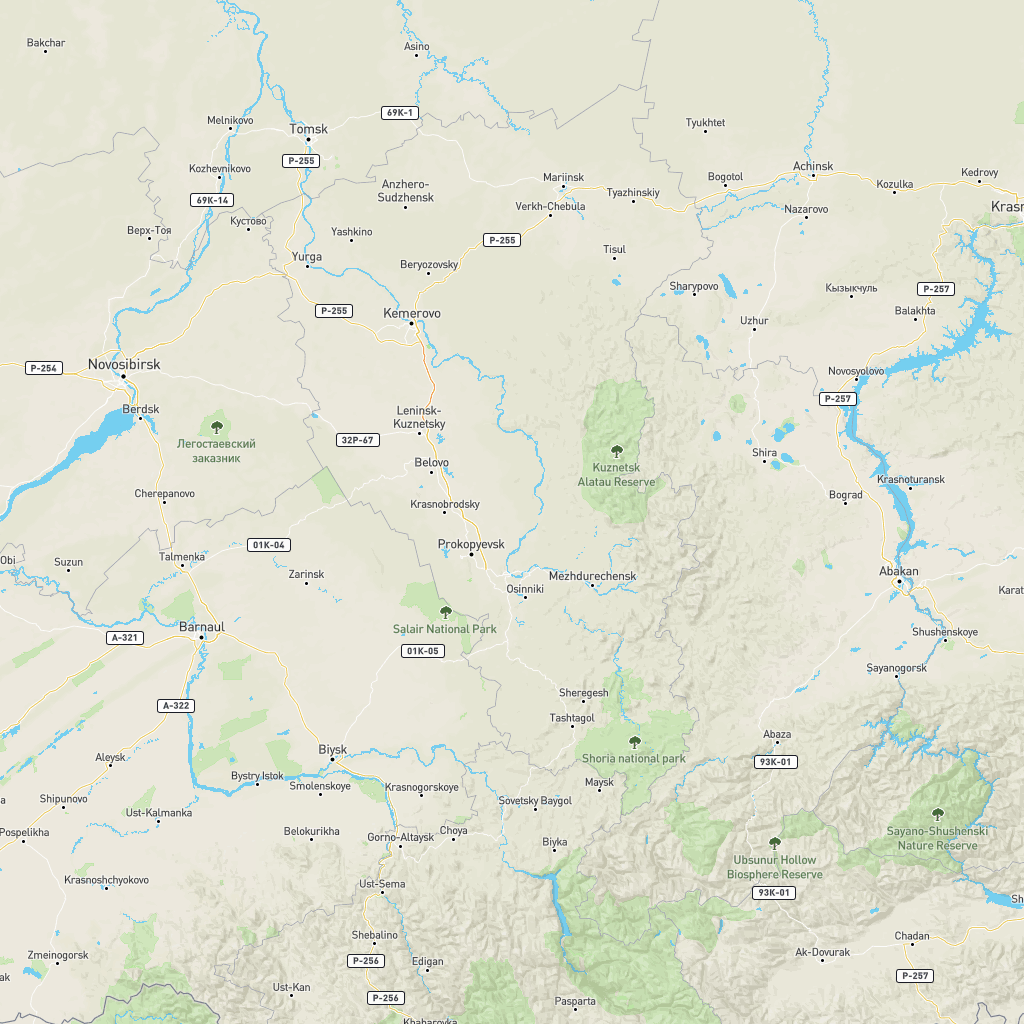 Bakchar
Asino
69K-1
Melnikovo
Tomsk
Tyukhtet
P-255
Kozhevnikovo
Achinsk
Mariinsk
Bogotol
Kedrovy
Anzhero-
Sudzhensk
Tyazhinskiy
Kozulka
69K-14
Verkh-Chebula
Nazarovo
Кустово
Верх-Тоя
Yashkino
P-255
Tisul
Yurga
Beryozovsky
Sharypovo
Кызыкчуль
P-257
P-255
Kemerovo
Balakhta
Uzhur
Novosibirsk
P-254
Novosyolovo
P-257
Berdsk
Leninsk-
Kuznetsky
32P-67
Легостаевский
заказник
Shira
Belovo
Kuznetsk
Alatau Reserve
Krasnoturansk
Cherepanovo
Bograd
Krasnobrodsky
Prokopyevsk
01K-04
Talmenka
Obi
Suzun
Zarinsk
Mezhdurechensk
Abakan
Osinniki
Karat
Salair National Park
Barnaul
A-321
Shushenskoye
01K-05
Sayanogorsk
Sheregesh
A-322
Tashtagol
Abaza
Biysk
Aleysk
Shoria national park
93K-01
Bystry Istok
Smolenskoye
Krasnogorskoye
Maysk
Shipunovo
Sovetsky Baygol
Ust-Kalmanka
Pospelikha
Belokurikha
Gorno-Altaysk
Choya
Biyka
Sayano-Shushenski
Nature Reserve
Ubsunur Hollow
Biosphere Reserve
Krasnoshchyokovo
Ust-Sema
93K-01
Shebalino
Chadan
Ak-Dovurak
Zmeinogorsk
P-256
Edigan
P-257
Ust-Kan
P-256
Pasparta